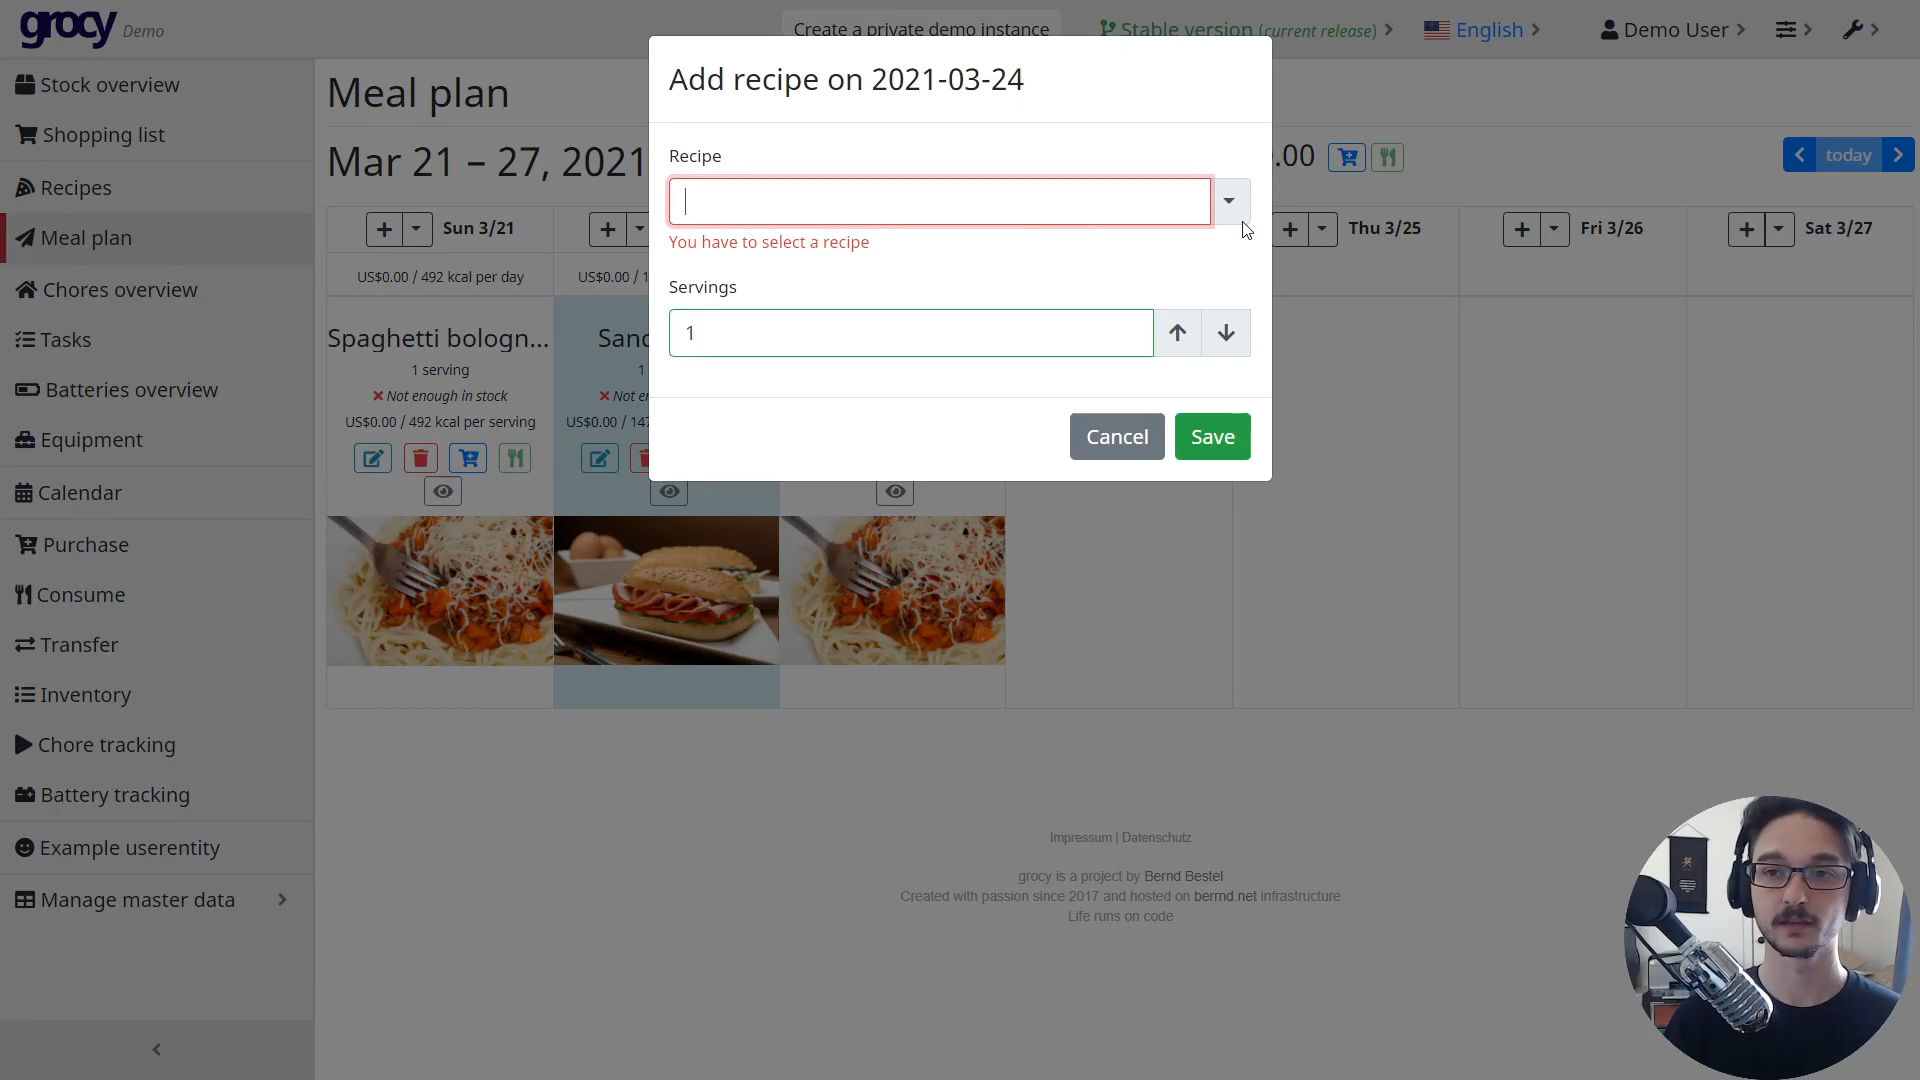 grocy Demo
Create a private demo instance
Stable version (current release)
English
Demo User
Stock overview
Shopping list
Recipes
Meal plan
Chores overview
Tasks
Batteries overview
Equipment
Calendar
Purchase
Consume
Transfer
Inventory
Chore tracking
Battery tracking
Example userentity
Manage master data
Meal plan
Mar 21 – 27, 2021
.00
today
Sun 3/21
Thu 3/25
Fri 3/26
Sat 3/27
US$0.00 / 492 kcal per day
US$0.00 / 1
Spaghetti bologn...
1 serving
Not enough in stock
US$0.00 / 492 kcal per serving
Sand
1
Not e
US$0.00 / 147
Add recipe on 2021-03-24
Recipe
You have to select a recipe
Servings
1
Cancel
Save
Impressum | Datenschutz
grocy is a project by Bernd Bestel
Created with passion since 2017 and hosted on berrnd.net infrastructure
Life runs on code